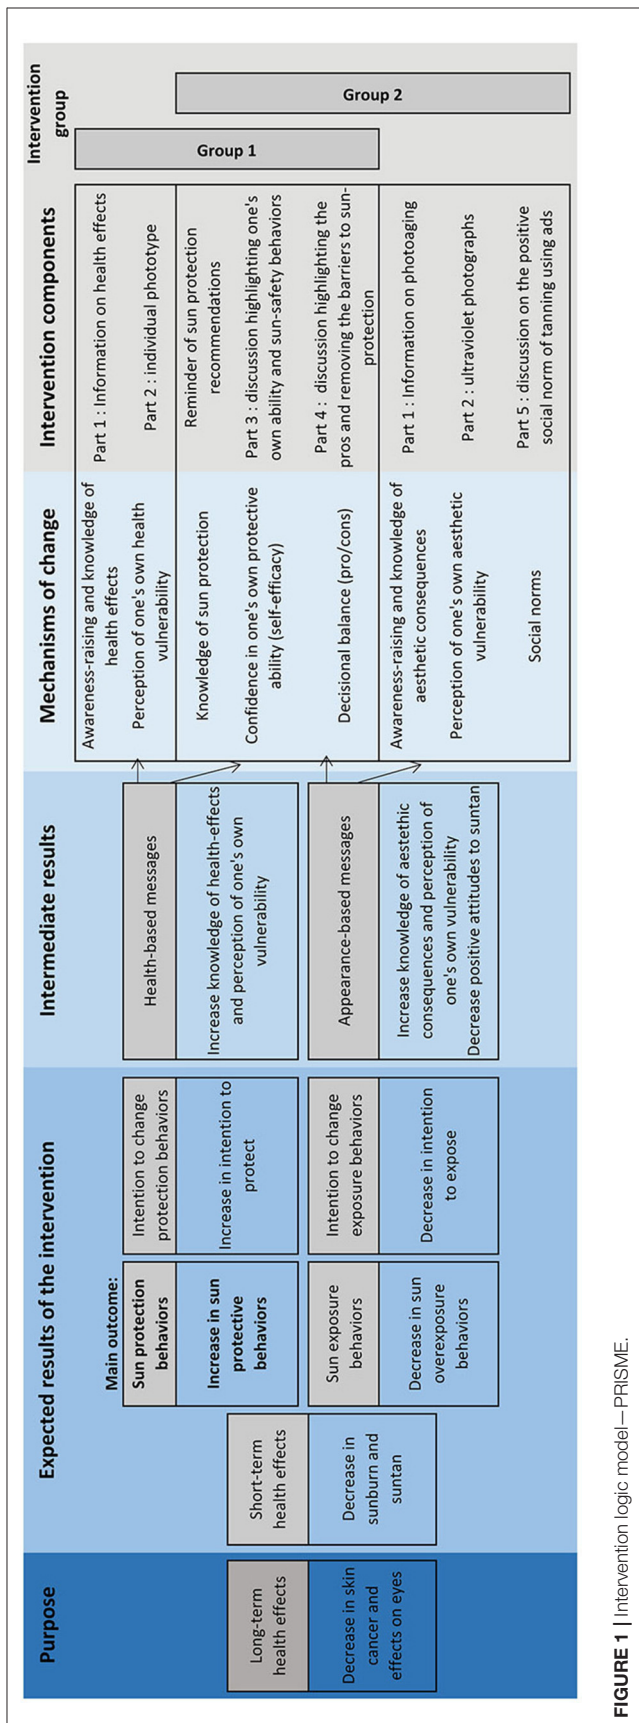 Purpose
Expected results of the intervention
Intermediate results
Mechanisms of change
Intervention components
Intervention
group
Long-term
health effects
Decrease in skin
cancer and
effects on eyes
Short-term
health effects
Decrease in
sunburn and
suntan
Main outcome:
Sun protection
behaviors
Increase in sun
protective
behaviors
Sun exposure
behaviors
Decrease in sun
overexposure
behaviors
Intention to change
protection behaviors
Increase in intention to
protect
Intention to change
exposure behaviors
Decrease in intention
to expose
Health-based messages
Increase knowledge of health-effects
and perception of one's own
vulnerability
Appearance-based messages
Increase knowledge of aestethic
consequences and perception of
one's own vulnerability
Decrease positive attitudes to suntan
Awareness-raising and knowledge of
health effects
Perception of one's own health
vulnerability
Knowledge of sun protection
Confidence in one's own protective
ability (self-efficacy)
Decisional balance (pro/cons)
Awareness-raising and knowledge of
aesthetic consequences
Perception of one's own aesthetic
vulnerability
Social norms
Part 1 : Information on health effects
Part 2 : individual phototype
Reminder of sun protection
recommendations
Part 3 : discussion highlighting one's
own ability and sun-safety behaviors
Part 4 : discussion highlighting the
pros and removing the barriers to sun-
protection
Part 1 : Information on photoaging
Part 2 : ultraviolet photographs
Part 5 : discussion on the positive
social norm of tanning using ads
Group 1
Group 2
FIGURE 1 | Intervention logic model—PRISME.